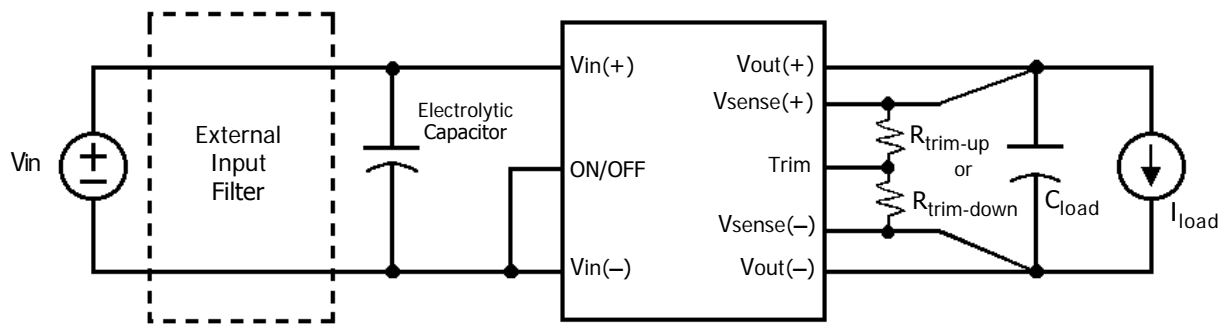 Vin
External
Input
Filter
Electrolytic
Capacitor
Vin(+)
ON/OFF
Vin(−)
Vout(+)
Vsense(+)
Trim
Vsense(−)
Vout(−)
Rtrim-up
or
Rtrim-down
Cload
Iload